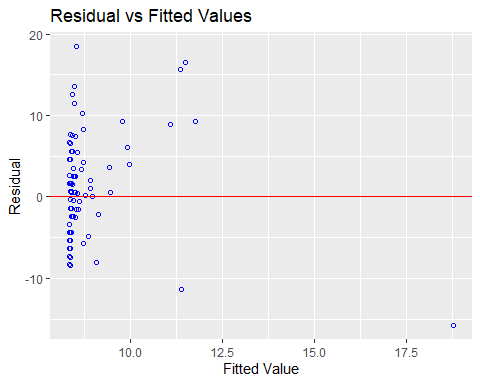 Residual vs Fitted Values
20
10
0
-10
10.0 12.5 15.0 17.5
Residual
Fitted Value